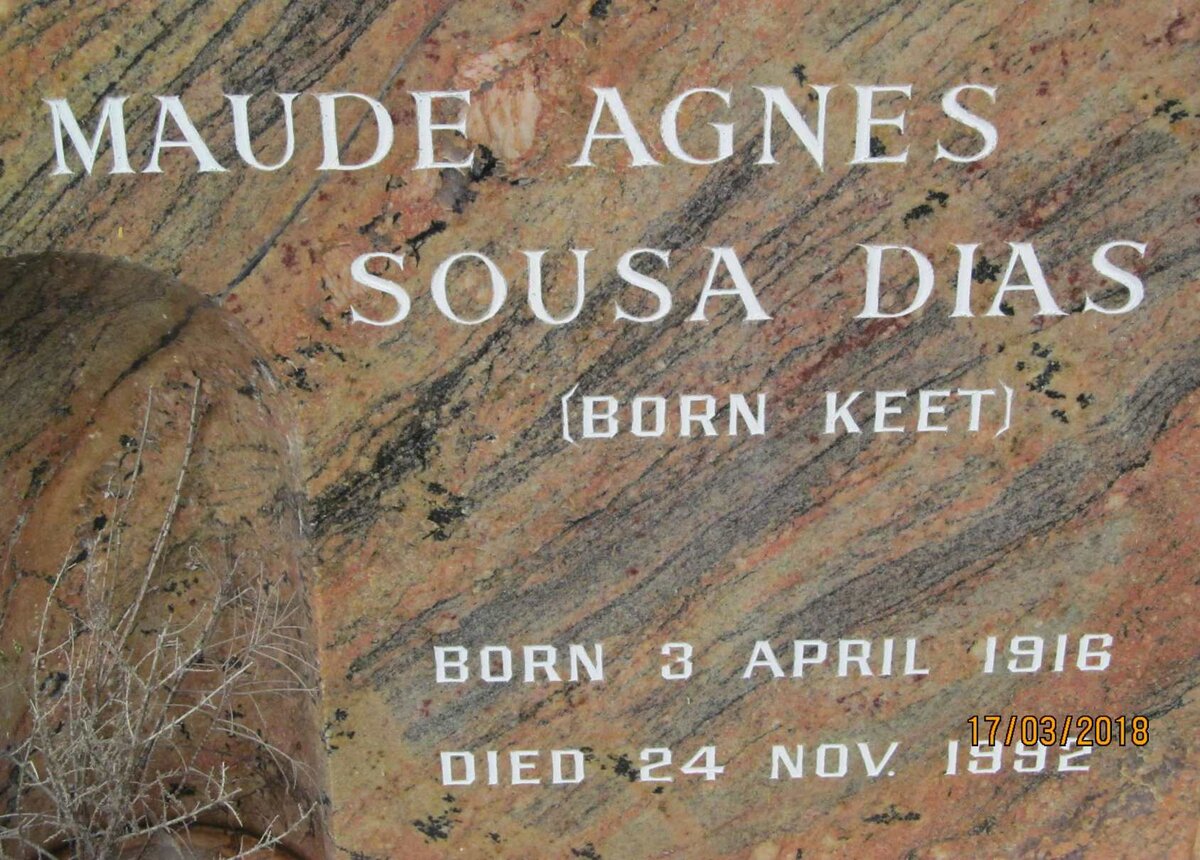 MAUDE AGNES
SOUSA DIAS
(BORN KEET)
BORN 3 APRIL 1916
17/03/2018
DIED 24 NOV. 1992